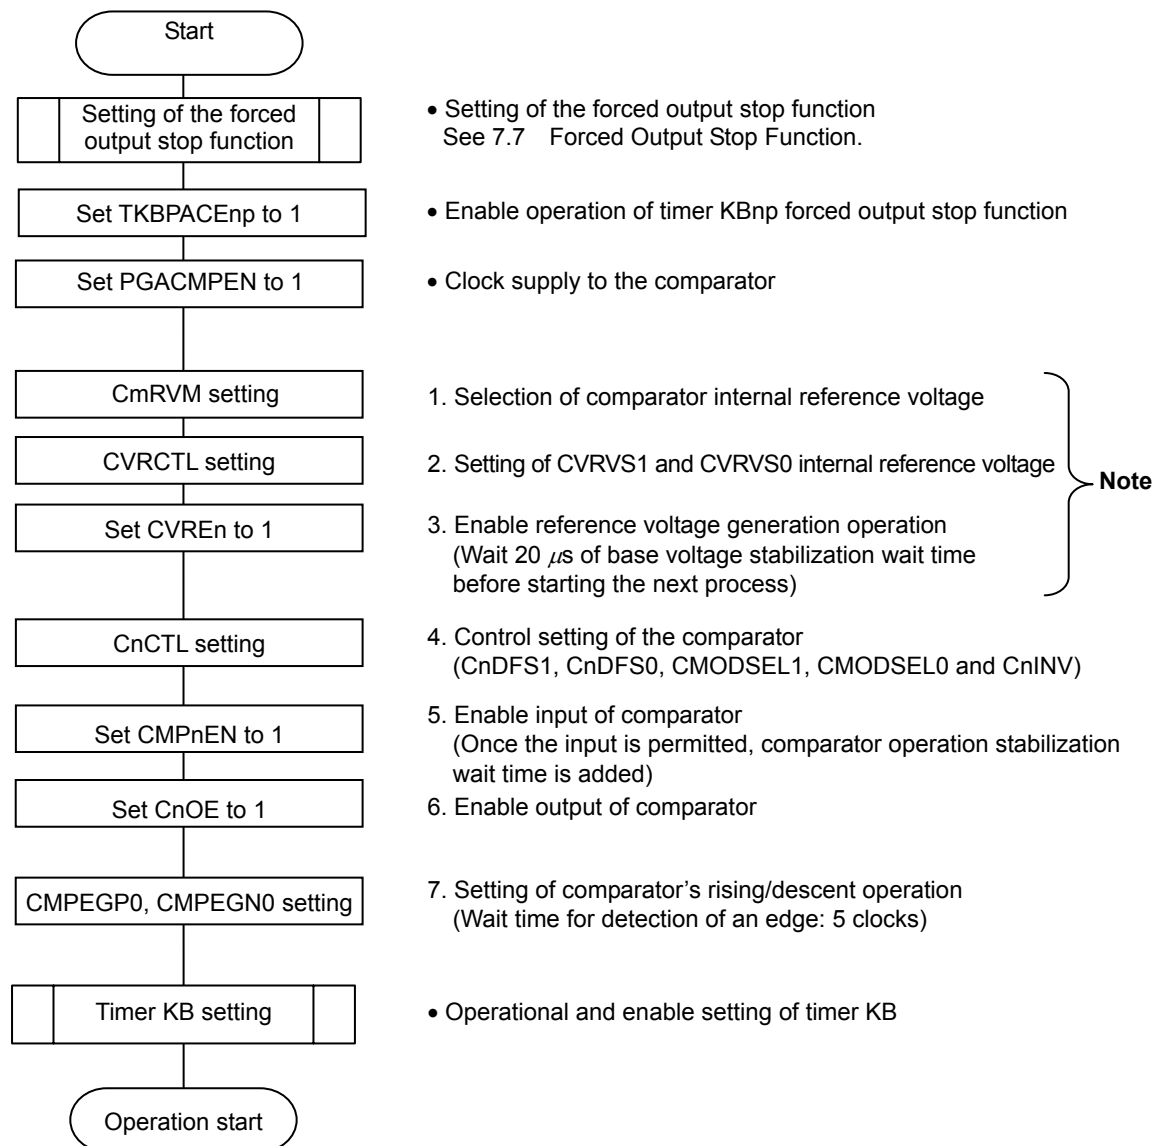 Start
Setting of the forced
output stop function
• Setting of the forced output stop function
See 7.7 Forced Output Stop Function.
Set TKBPACEnp to 1
• Enable operation of timer KBnp forced output stop function
Set PGACMPEN to 1
• Clock supply to the comparator
CmRVM setting
1. Selection of comparator internal reference voltage
CVRCTL setting
2. Setting of CVRVS1 and CVRVS0 internal reference voltage
Note
Set CVREn to 1
3. Enable reference voltage generation operation
(Wait 20 μs of base voltage stabilization wait time
before starting the next process)
CnCTL setting
4. Control setting of the comparator
(CnDFS1, CnDFS0, CMODSEL1, CMODSEL0 and CnINV)
Set CMPnEN to 1
5. Enable input of comparator
(Once the input is permitted, comparator operation stabilization
wait time is added)
Set CnOE to 1
6. Enable output of comparator
CMPEGP0, CMPEGN0 setting
7. Setting of comparator’s rising/descent operation
(Wait time for detection of an edge: 5 clocks)
Timer KB setting
• Operational and enable setting of timer KB
Operation start